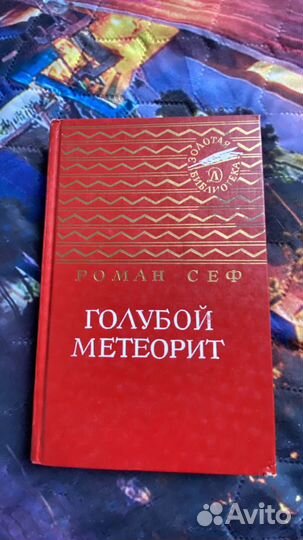 ЗОЛОТАЯ
БИБЛИОТЕКА
РОМАН СЕФ
ГОЛУБОЙ
МЕТЕОРИТ
Avito